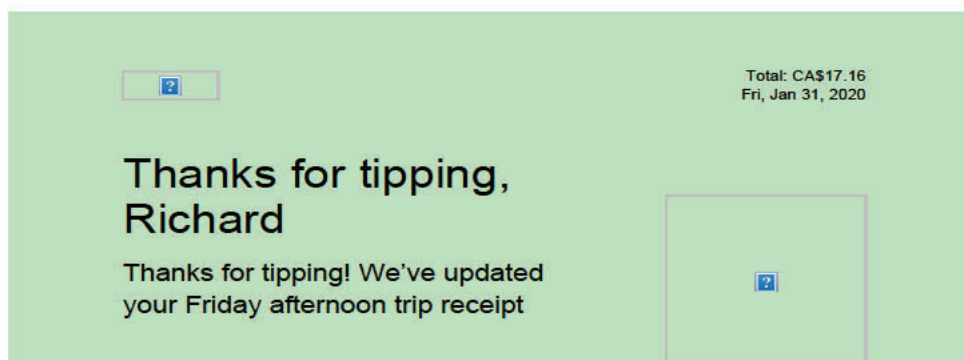 Total: CA$17.16
Fri, Jan 31, 2020
Thanks for tipping,
Richard
Thanks for tipping! We've updated
your Friday afternoon trip receipt